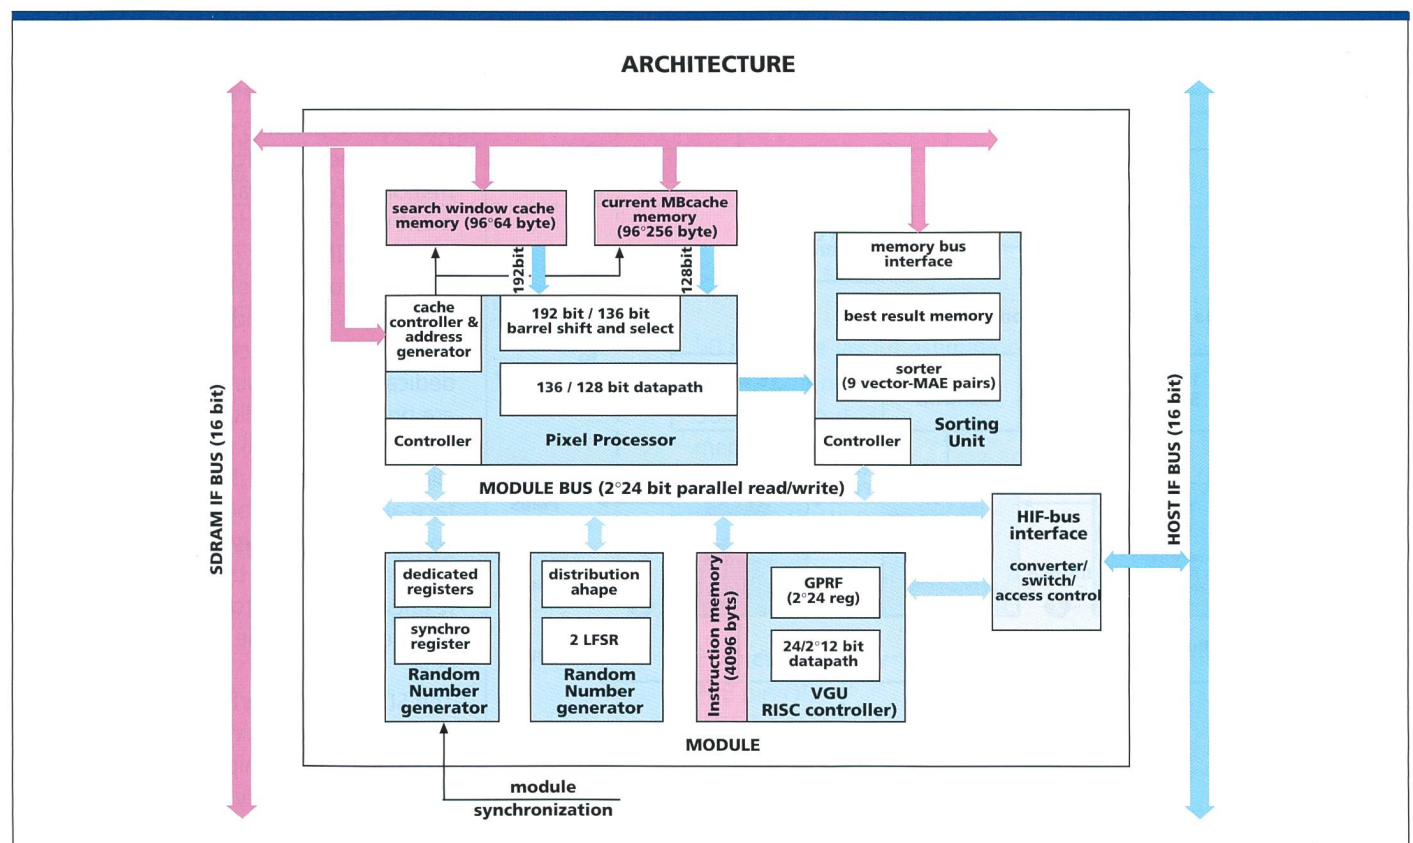 ARCHITECTURE
search window cache
memory (96°64 byte)
current MBcache
memory
(96°256 byte)
192bit
128bit
memory bus
interface
best result memory
sorter
(9 vector-MAE pairs)
Controller
Sorting
Unit
cache
controller &
address
generator
192 bit / 136 bit
barrel shift and select
136 / 128 bit datapath
Controller
Pixel Processor
SDRAM IF BUS (16 bit)
HOST IF BUS (16 bit)
MODULE BUS (2°24 bit parallel read/write)
HIF-bus
interface
converter/
switch/
access control
dedicated
registers
synchro
register
Random
Number
generator
distribution
ahape
2 LFSR
Random
Number
generator
Instruction memory
(4096 byts)
GPRF
(2°24 reg)
24/2°12 bit
datapath
VGU
RISC controller)
MODULE
module
synchronization